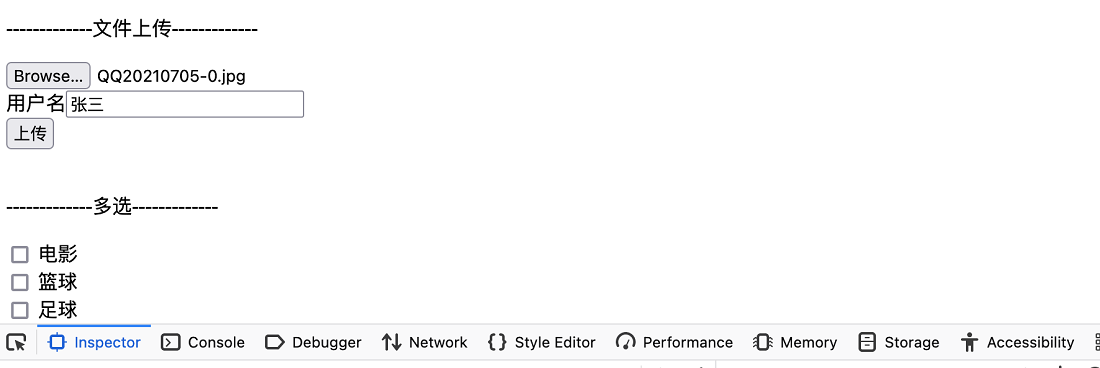 -------------文件上传-------------
Browse... QQ20210705-0.jpg
用户名 张三
上传
-------------多选-------------
电影
篮球
足球
Inspector Console Debugger Network {} Style Editor Performance Memory Storage Accessibility